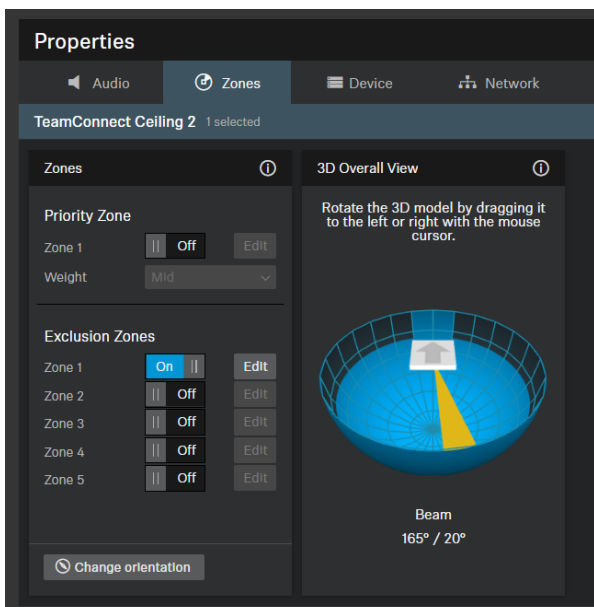 Properties
Audio
Zones
Device
Network
TeamConnect Ceiling 2 1 selected
Zones
Priority Zone
Zone 1 Off Edit
Weight Mid
Exclusion Zones
Zone 1 On Edit
Zone 2 Off Edit
Zone 3 Off Edit
Zone 4 Off Edit
Zone 5 Off Edit
Change orientation
3D Overall View
Rotate the 3D model by dragging it
to the left or right with the mouse
cursor.
Beam
165° / 20°